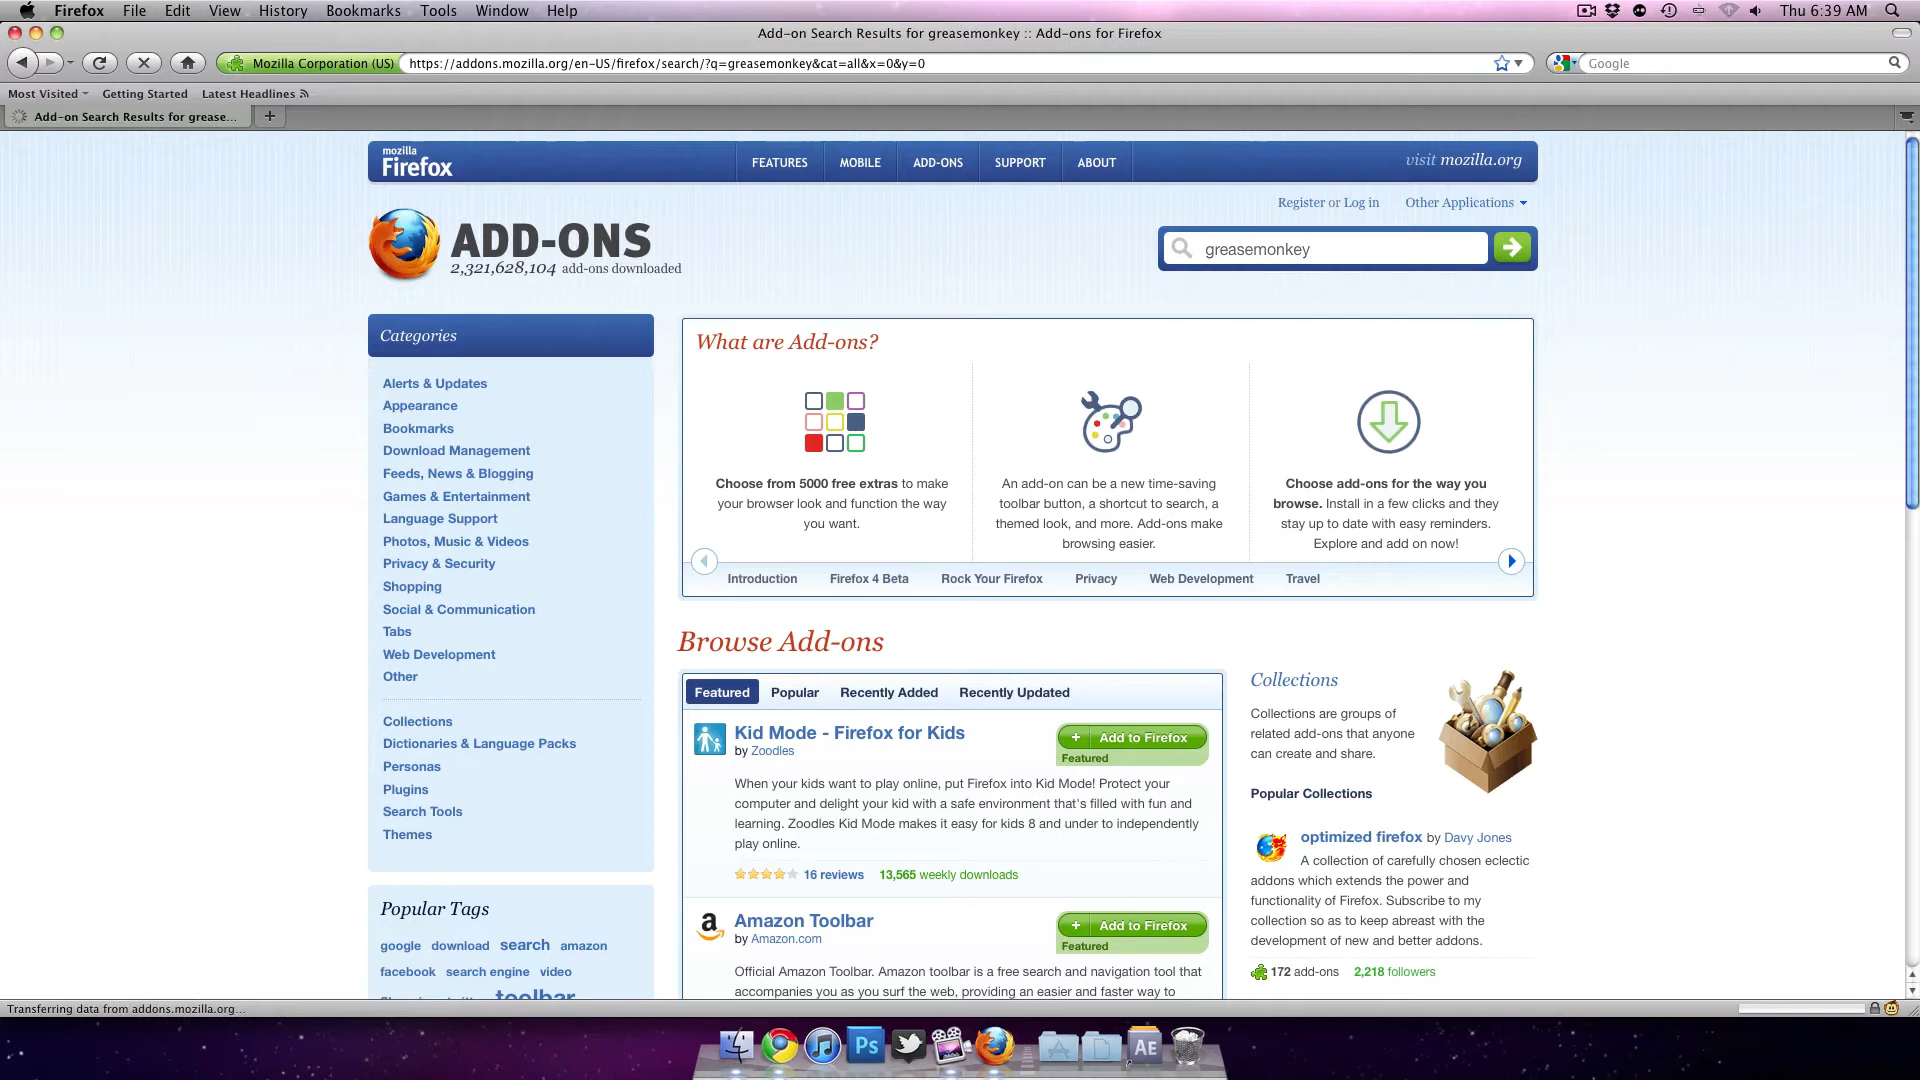 Firefox File Edit View History Bookmarks Tools Window Help Thu 6:39 AM
Add-on Search Results for greasemonkey :: Add-ons for Firefox
Mozilla Corporation (US) https://addons.mozilla.org/en-US/firefox/search/?q=greasemonkey&cat=all&x=0&y=0 Google
Most Visited Getting Started Latest Headlines
Add-on Search Results for grease...
mozilla
Firefox
FEATURES MOBILE ADD-ONS SUPPORT ABOUT visit mozilla.org
Register or Log in Other Applications
ADD-ONS
2,321,628,104 add-ons downloaded
greasemonkey
Categories
Alerts & Updates
Appearance
Bookmarks
Download Management
Feeds, News & Blogging
Games & Entertainment
Language Support
Photos, Music & Videos
Privacy & Security
Shopping
Social & Communication
Tabs
Web Development
Other
Collections
Dictionaries & Language Packs
Personas
Plugins
Search Tools
Themes
Popular Tags
google download search amazon
facebook search engine video
toolbar
What are Add-ons?
Choose from 5000 free extras to make
your browser look and function the way
you want.
An add-on can be a new time-saving
toolbar button, a shortcut to search, a
themed look, and more. Add-ons make
browsing easier.
Choose add-ons for the way you
browse. Install in a few clicks and they
stay up to date with easy reminders.
Explore and add on now!
Introduction Firefox 4 Beta Rock Your Firefox Privacy Web Development Travel
Browse Add-ons
Featured Popular Recently Added Recently Updated
Kid Mode - Firefox for Kids
by Zoodles
+ Add to Firefox
Featured
When your kids want to play online, put Firefox into Kid Mode! Protect your
computer and delight your kid with a safe environment that's filled with fun and
learning. Zoodles Kid Mode makes it easy for kids 8 and under to independently
play online.
16 reviews 13,565 weekly downloads
Amazon Toolbar
by Amazon.com
+ Add to Firefox
Featured
Official Amazon Toolbar. Amazon toolbar is a free search and navigation tool that
accompanies you as you surf the web, providing an easier and faster way to
Collections
Collections are groups of
related add-ons that anyone
can create and share.
Popular Collections
optimized firefox by Davy Jones
A collection of carefully chosen eclectic
addons which extends the power and
functionality of Firefox. Subscribe to my
collection so as to keep abreast with the
development of new and better addons.
172 add-ons 2,218 followers
Transferring data from addons.mozilla.org...
Ps
AE